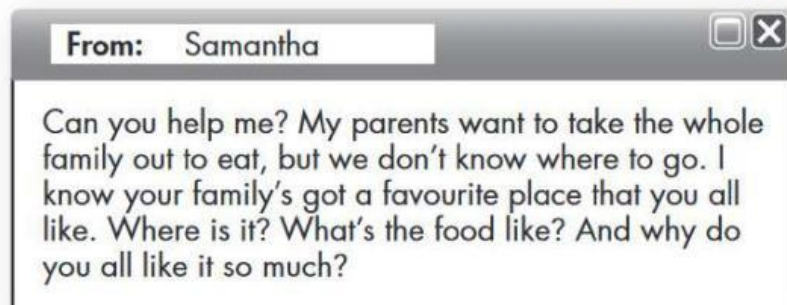 From: Samantha
Can you help me? My parents want to take the whole
family out to eat, but we don't know where to go. I
know your family's got a favourite place that you all
like. Where is it? What's the food like? And why do
you all like it so much?